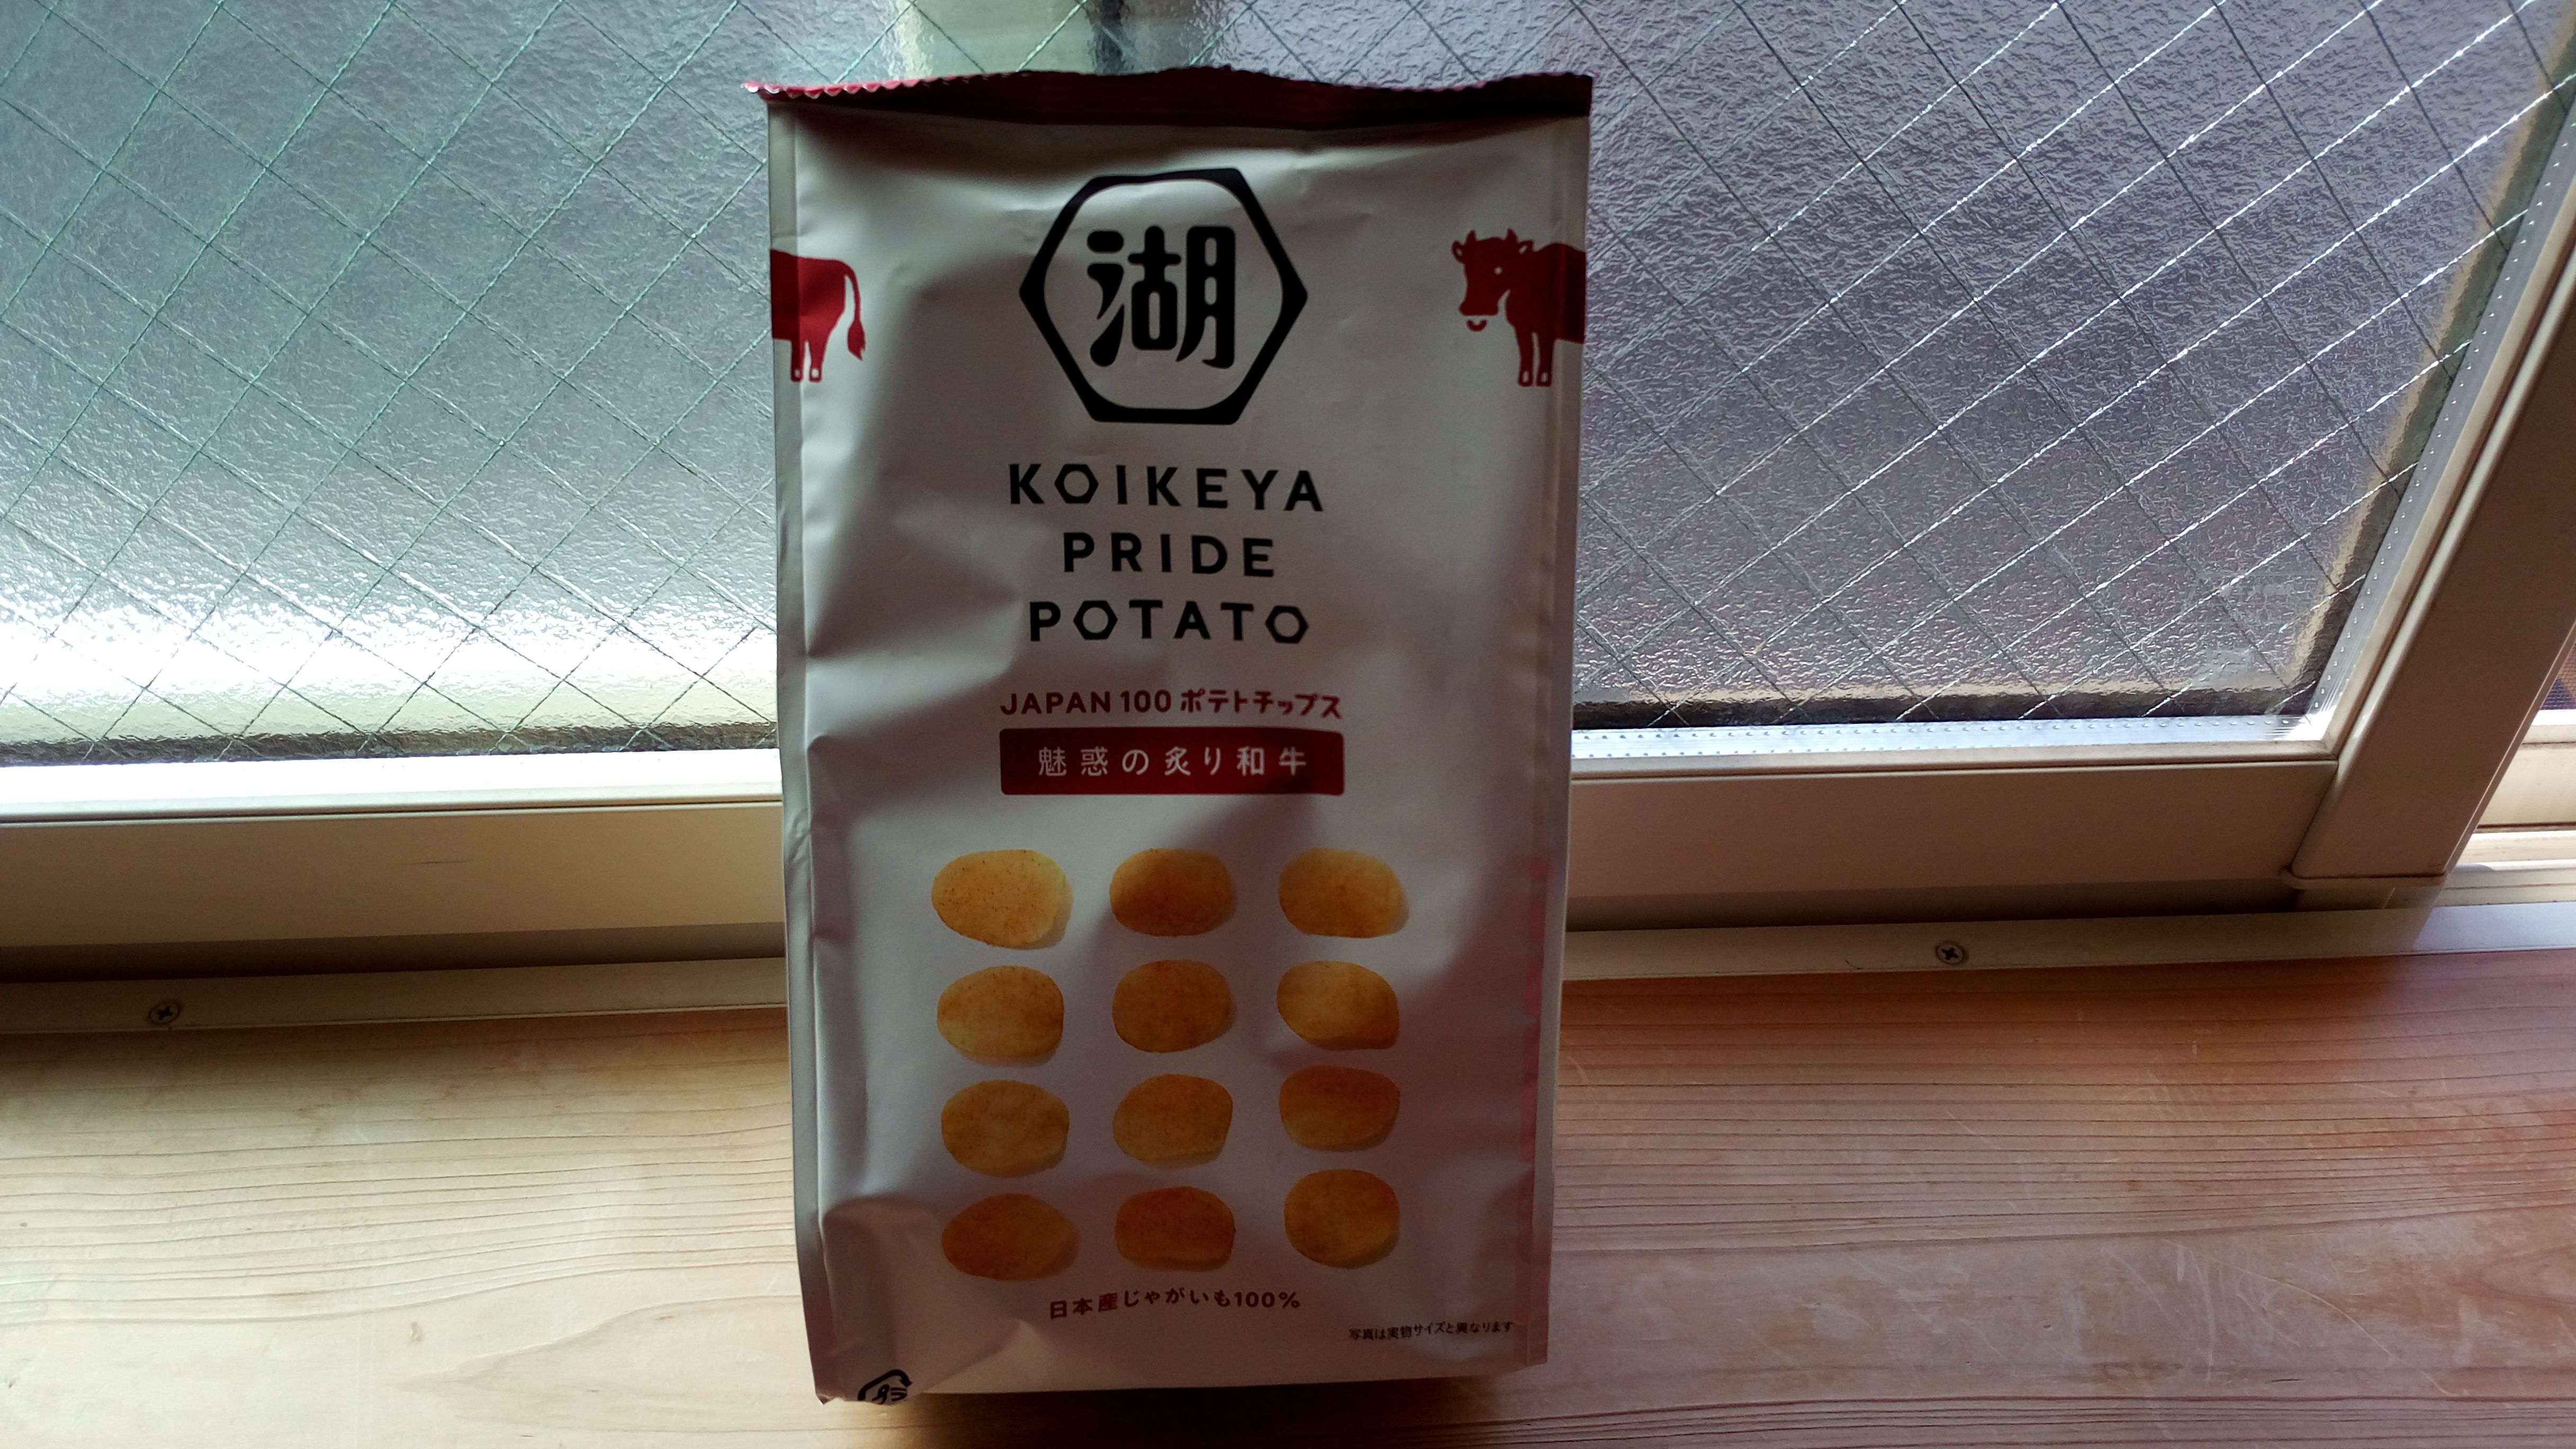 湖
KOIKEYA
PRIDE
POTATO
JAPAN 100 ポテトチップス
魅惑の炙り和牛
日本産じゃがいも100%
写真は実物サイズと異なります
プラ